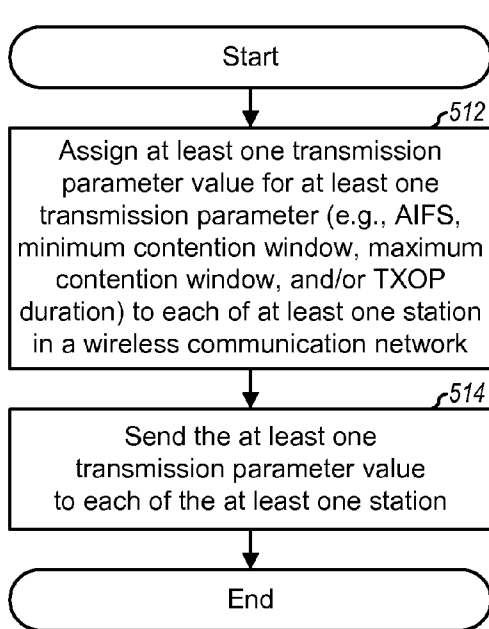 Start
512
Assign at least one transmission
parameter value for at least one
transmission parameter (e.g., AIFS,
minimum contention window, maximum
contention window, and/or TXOP
duration) to each of at least one station
in a wireless communication network
514
Send the at least one
transmission parameter value
to each of the at least one station
End